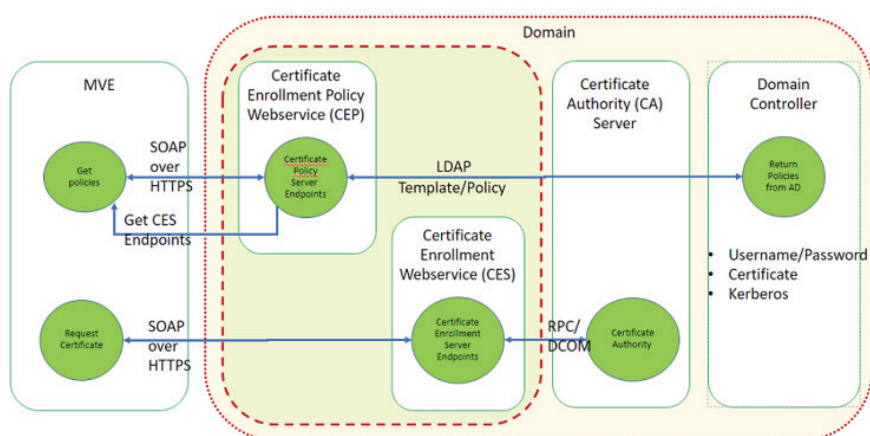 Domain
MVE
Certificate
Enrollment Policy
Webservice (CEP)
Certificate
Authority (CA)
Server
Domain
Controller
Get
policies
SOAP
over
HTTPS
Certificate
Policy
Server
Endpoints
LDAP
Template/Policy
Return
Policies
from AD
Get CES
Endpoints
Certificate
Enrollment
Webservice (CES)
• Username/Password
• Certificate
• Kerberos
Request
Certificate
SOAP
over
HTTPS
Certificate
Enrollment
Server
Endpoints
RPC/
DCOM
Certificate
Authority